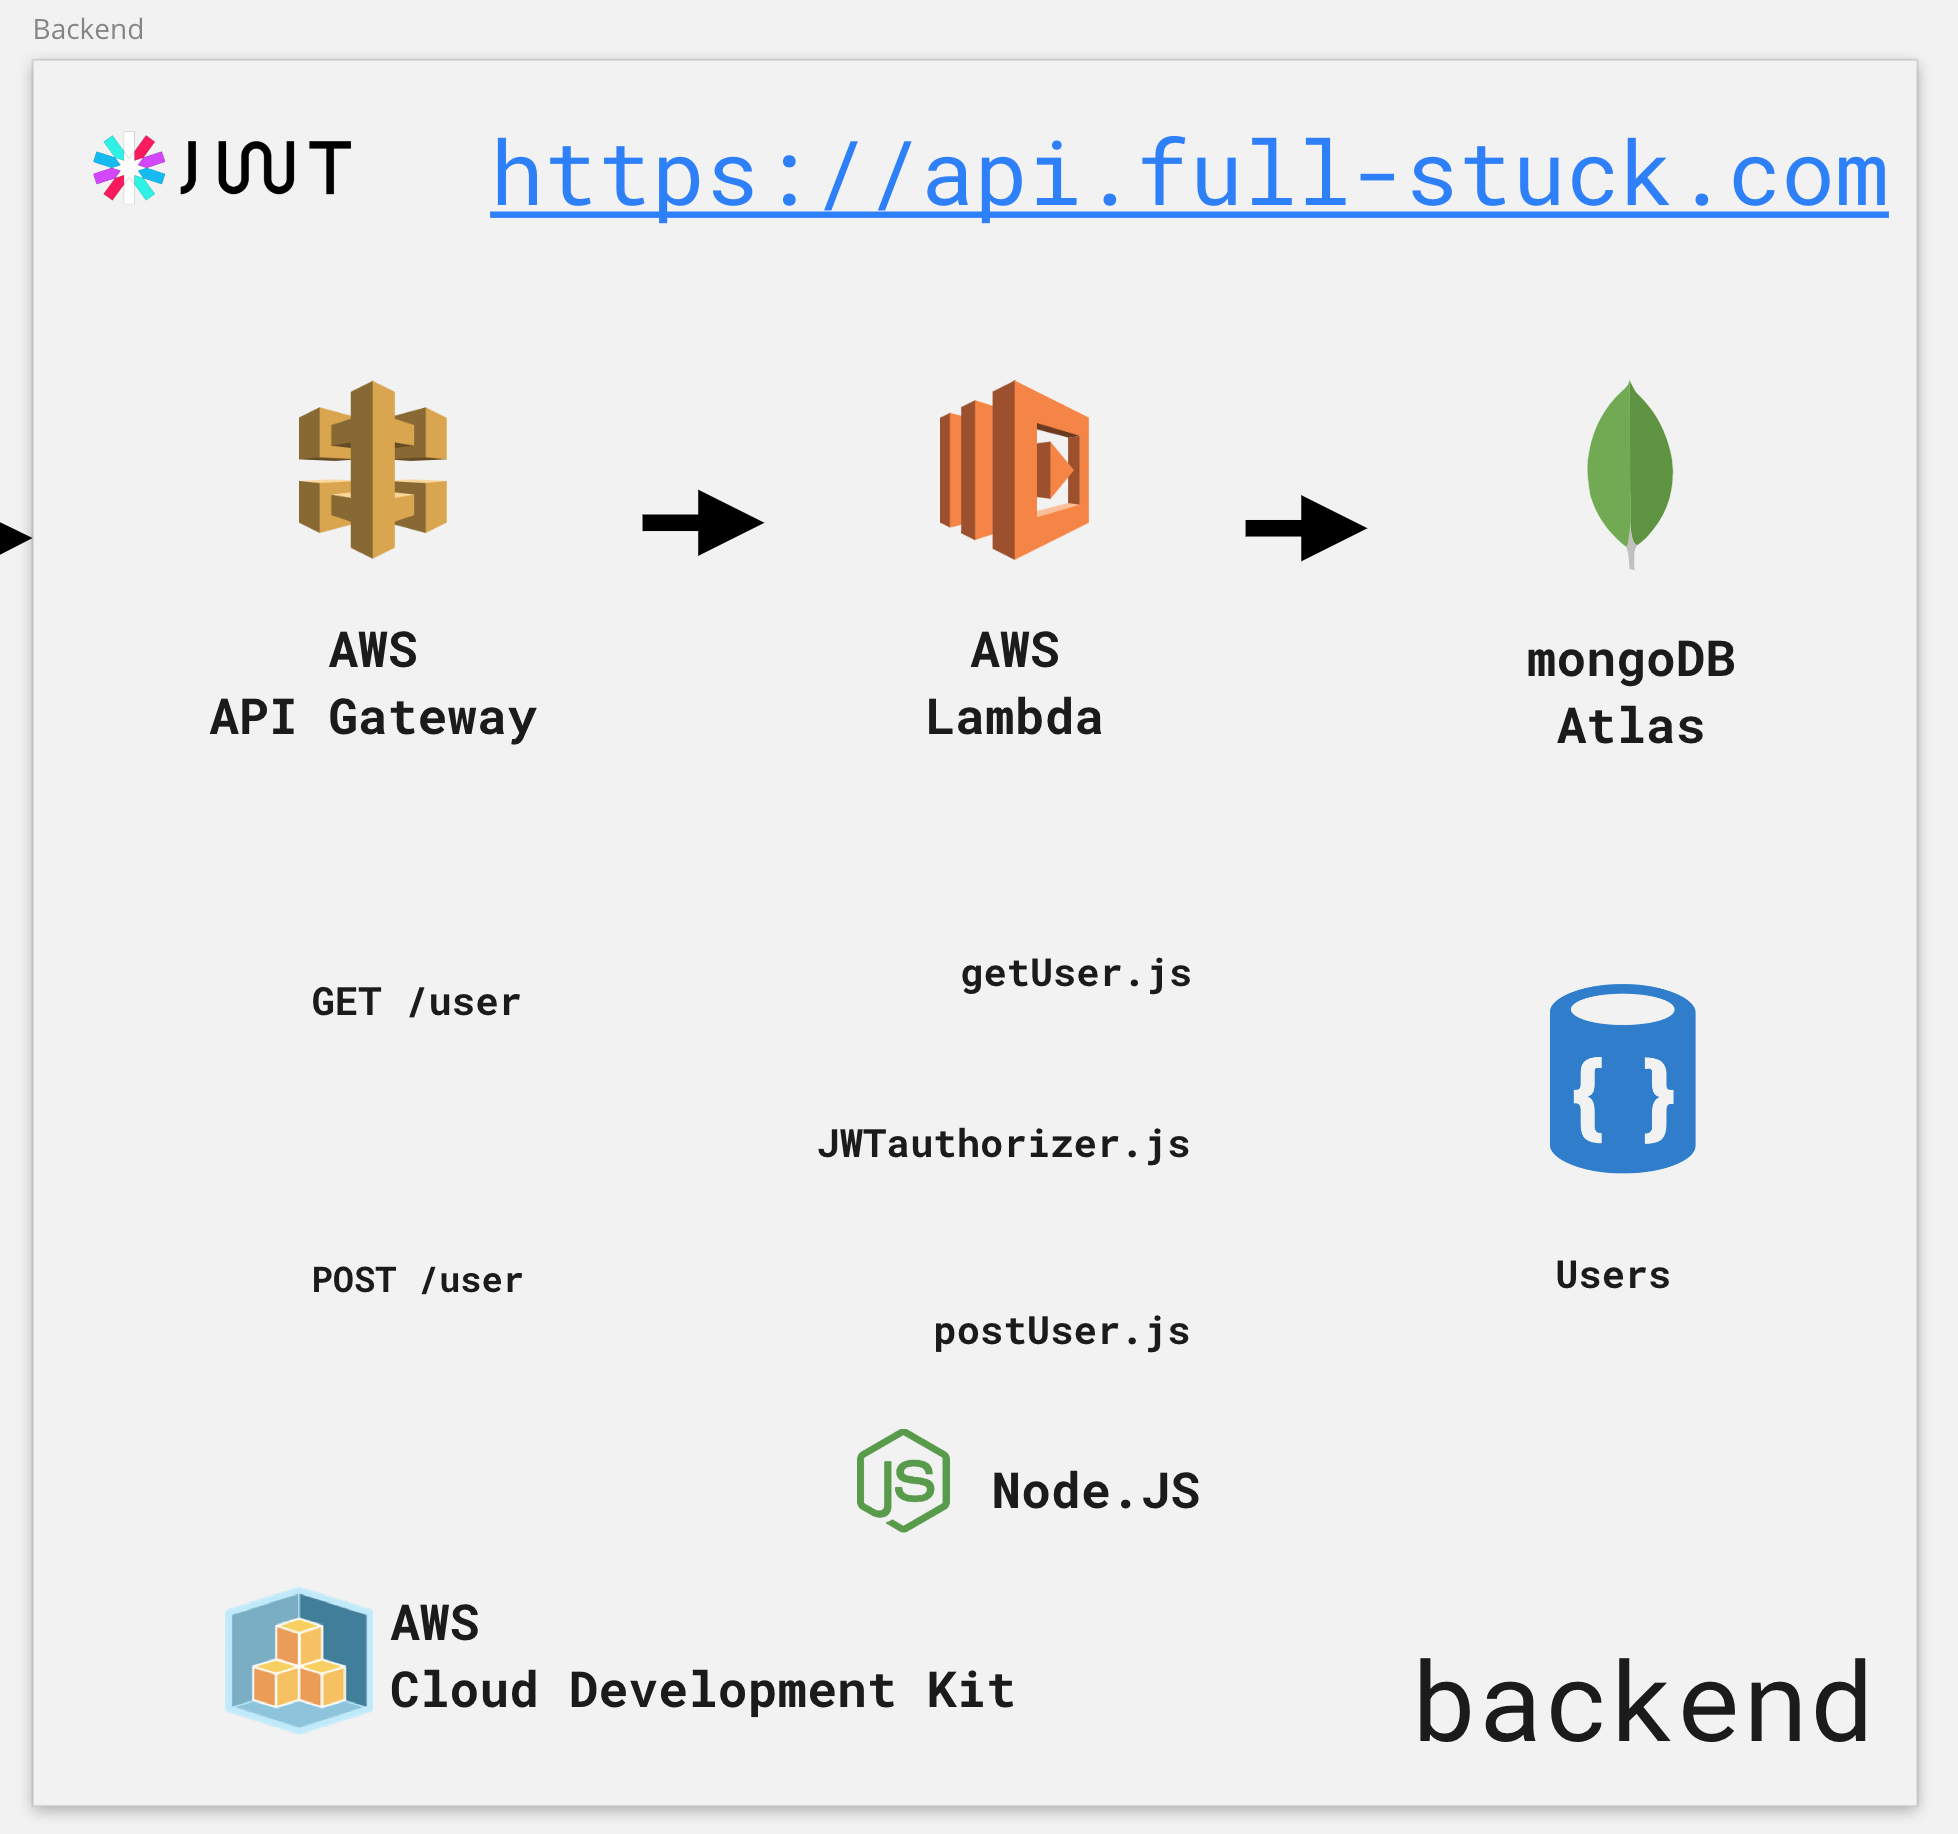 Backend
JWT
https://api.full-stuck.com
AWS
API Gateway
AWS
Lambda
mongoDB
Atlas
GET /user
getUser.js
{ }
JWTauthorizer.js
POST /user
Users
postUser.js
JS
Node.JS
AWS
Cloud Development Kit
backend